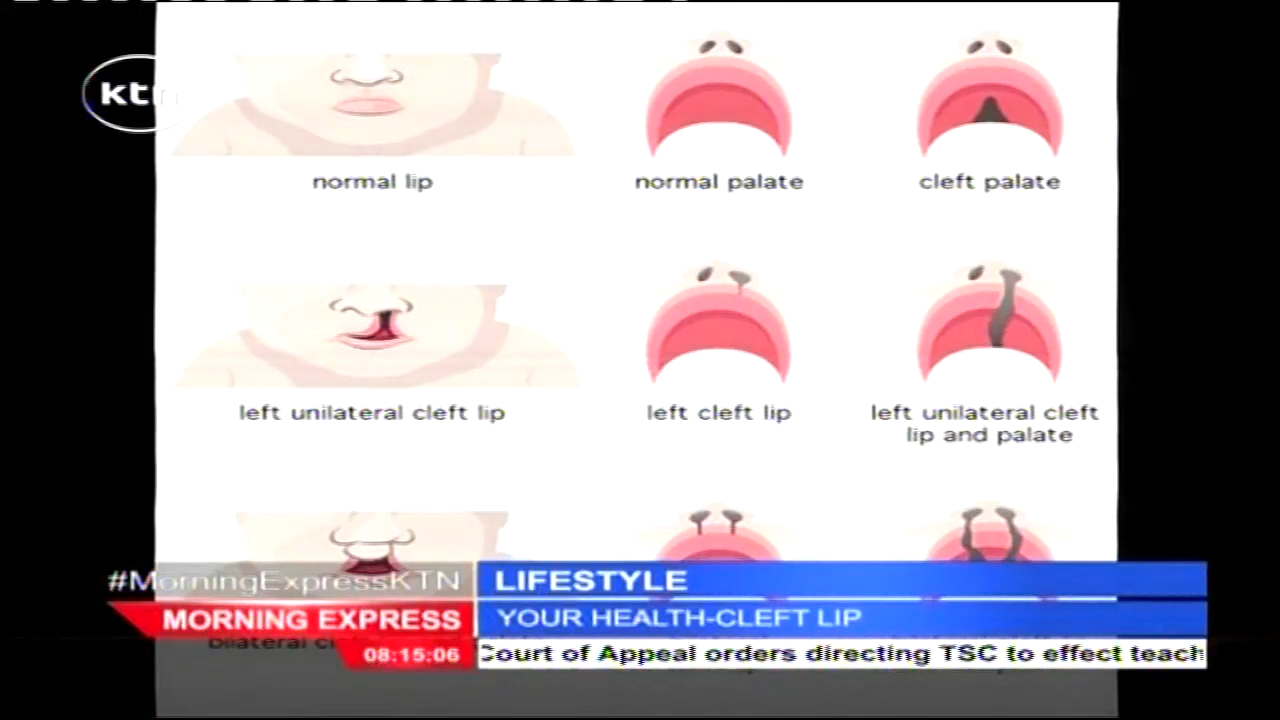 ktn
normal lip
normal palate
cleft palate
left unilateral cleft lip
left cleft lip
left unilateral cleft
lip and palate
#MorningExpressKTN
LIFESTYLE
MORNING EXPRESS
YOUR HEALTH-CLEFT LIP
bilateral
08:15:06
Court of Appeal orders directing TSC to effect teach